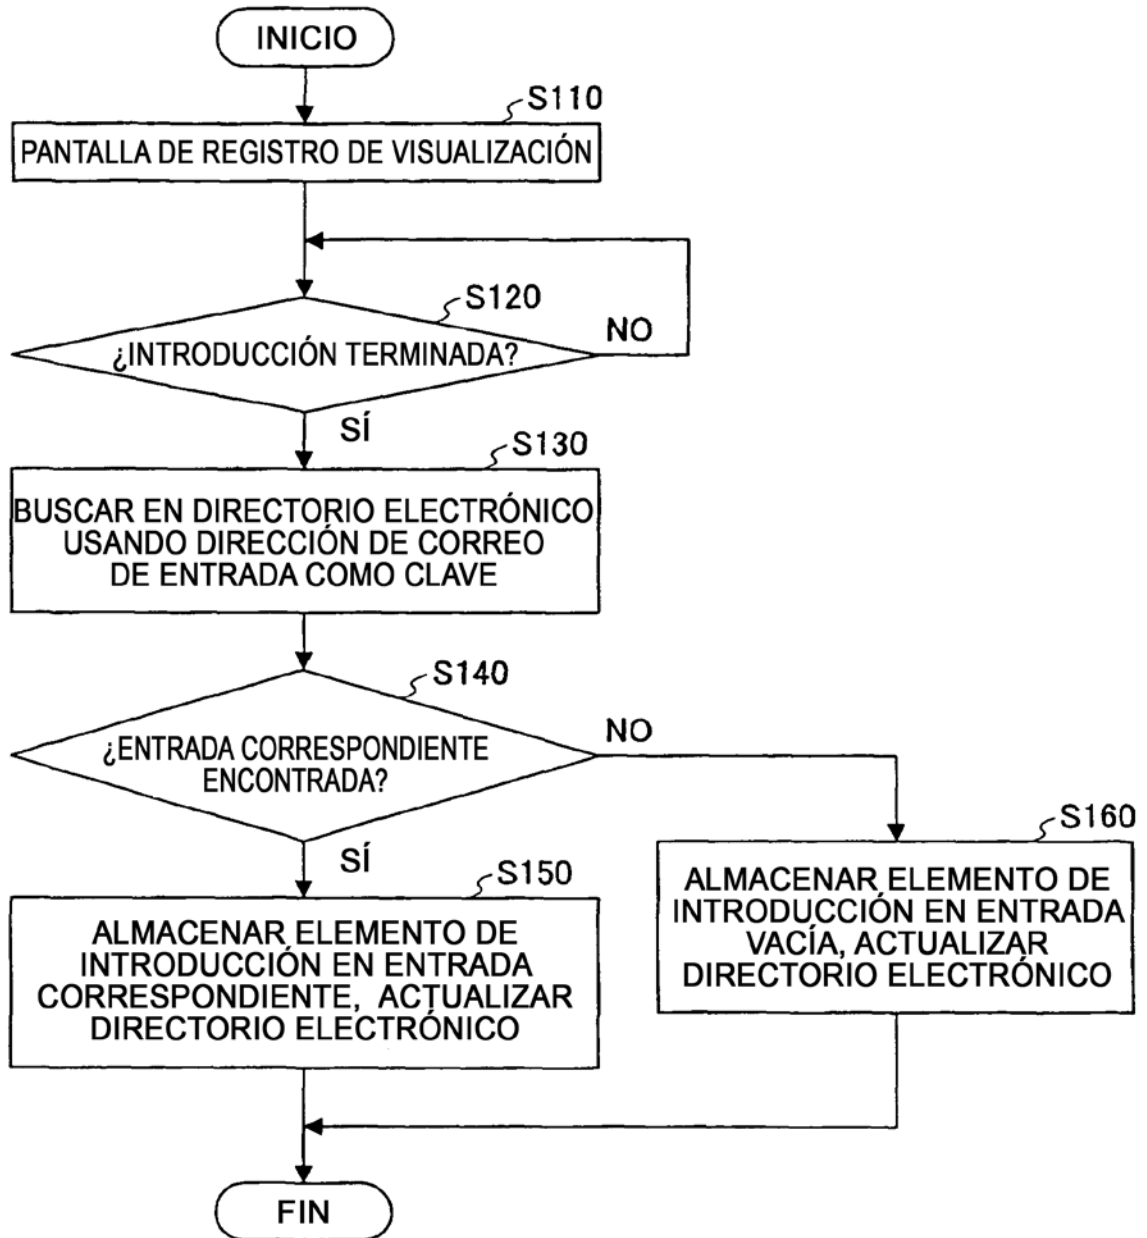 INICIO
S110
PANTALLA DE REGISTRO DE VISUALIZACIÓN
S120
¿INTRODUCCIÓN TERMINADA?
NO
SÍ
S130
BUSCAR EN DIRECTORIO ELECTRÓNICO
USANDO DIRECCIÓN DE CORREO
DE ENTRADA COMO CLAVE
S140
¿ENTRADA CORRESPONDIENTE
ENCONTRADA?
NO
SÍ
S150
ALMACENAR ELEMENTO DE
INTRODUCCIÓN EN ENTRADA
CORRESPONDIENTE, ACTUALIZAR
DIRECTORIO ELECTRÓNICO
S160
ALMACENAR ELEMENTO DE
INTRODUCCIÓN EN ENTRADA
VACÍA, ACTUALIZAR
DIRECTORIO ELECTRÓNICO
FIN